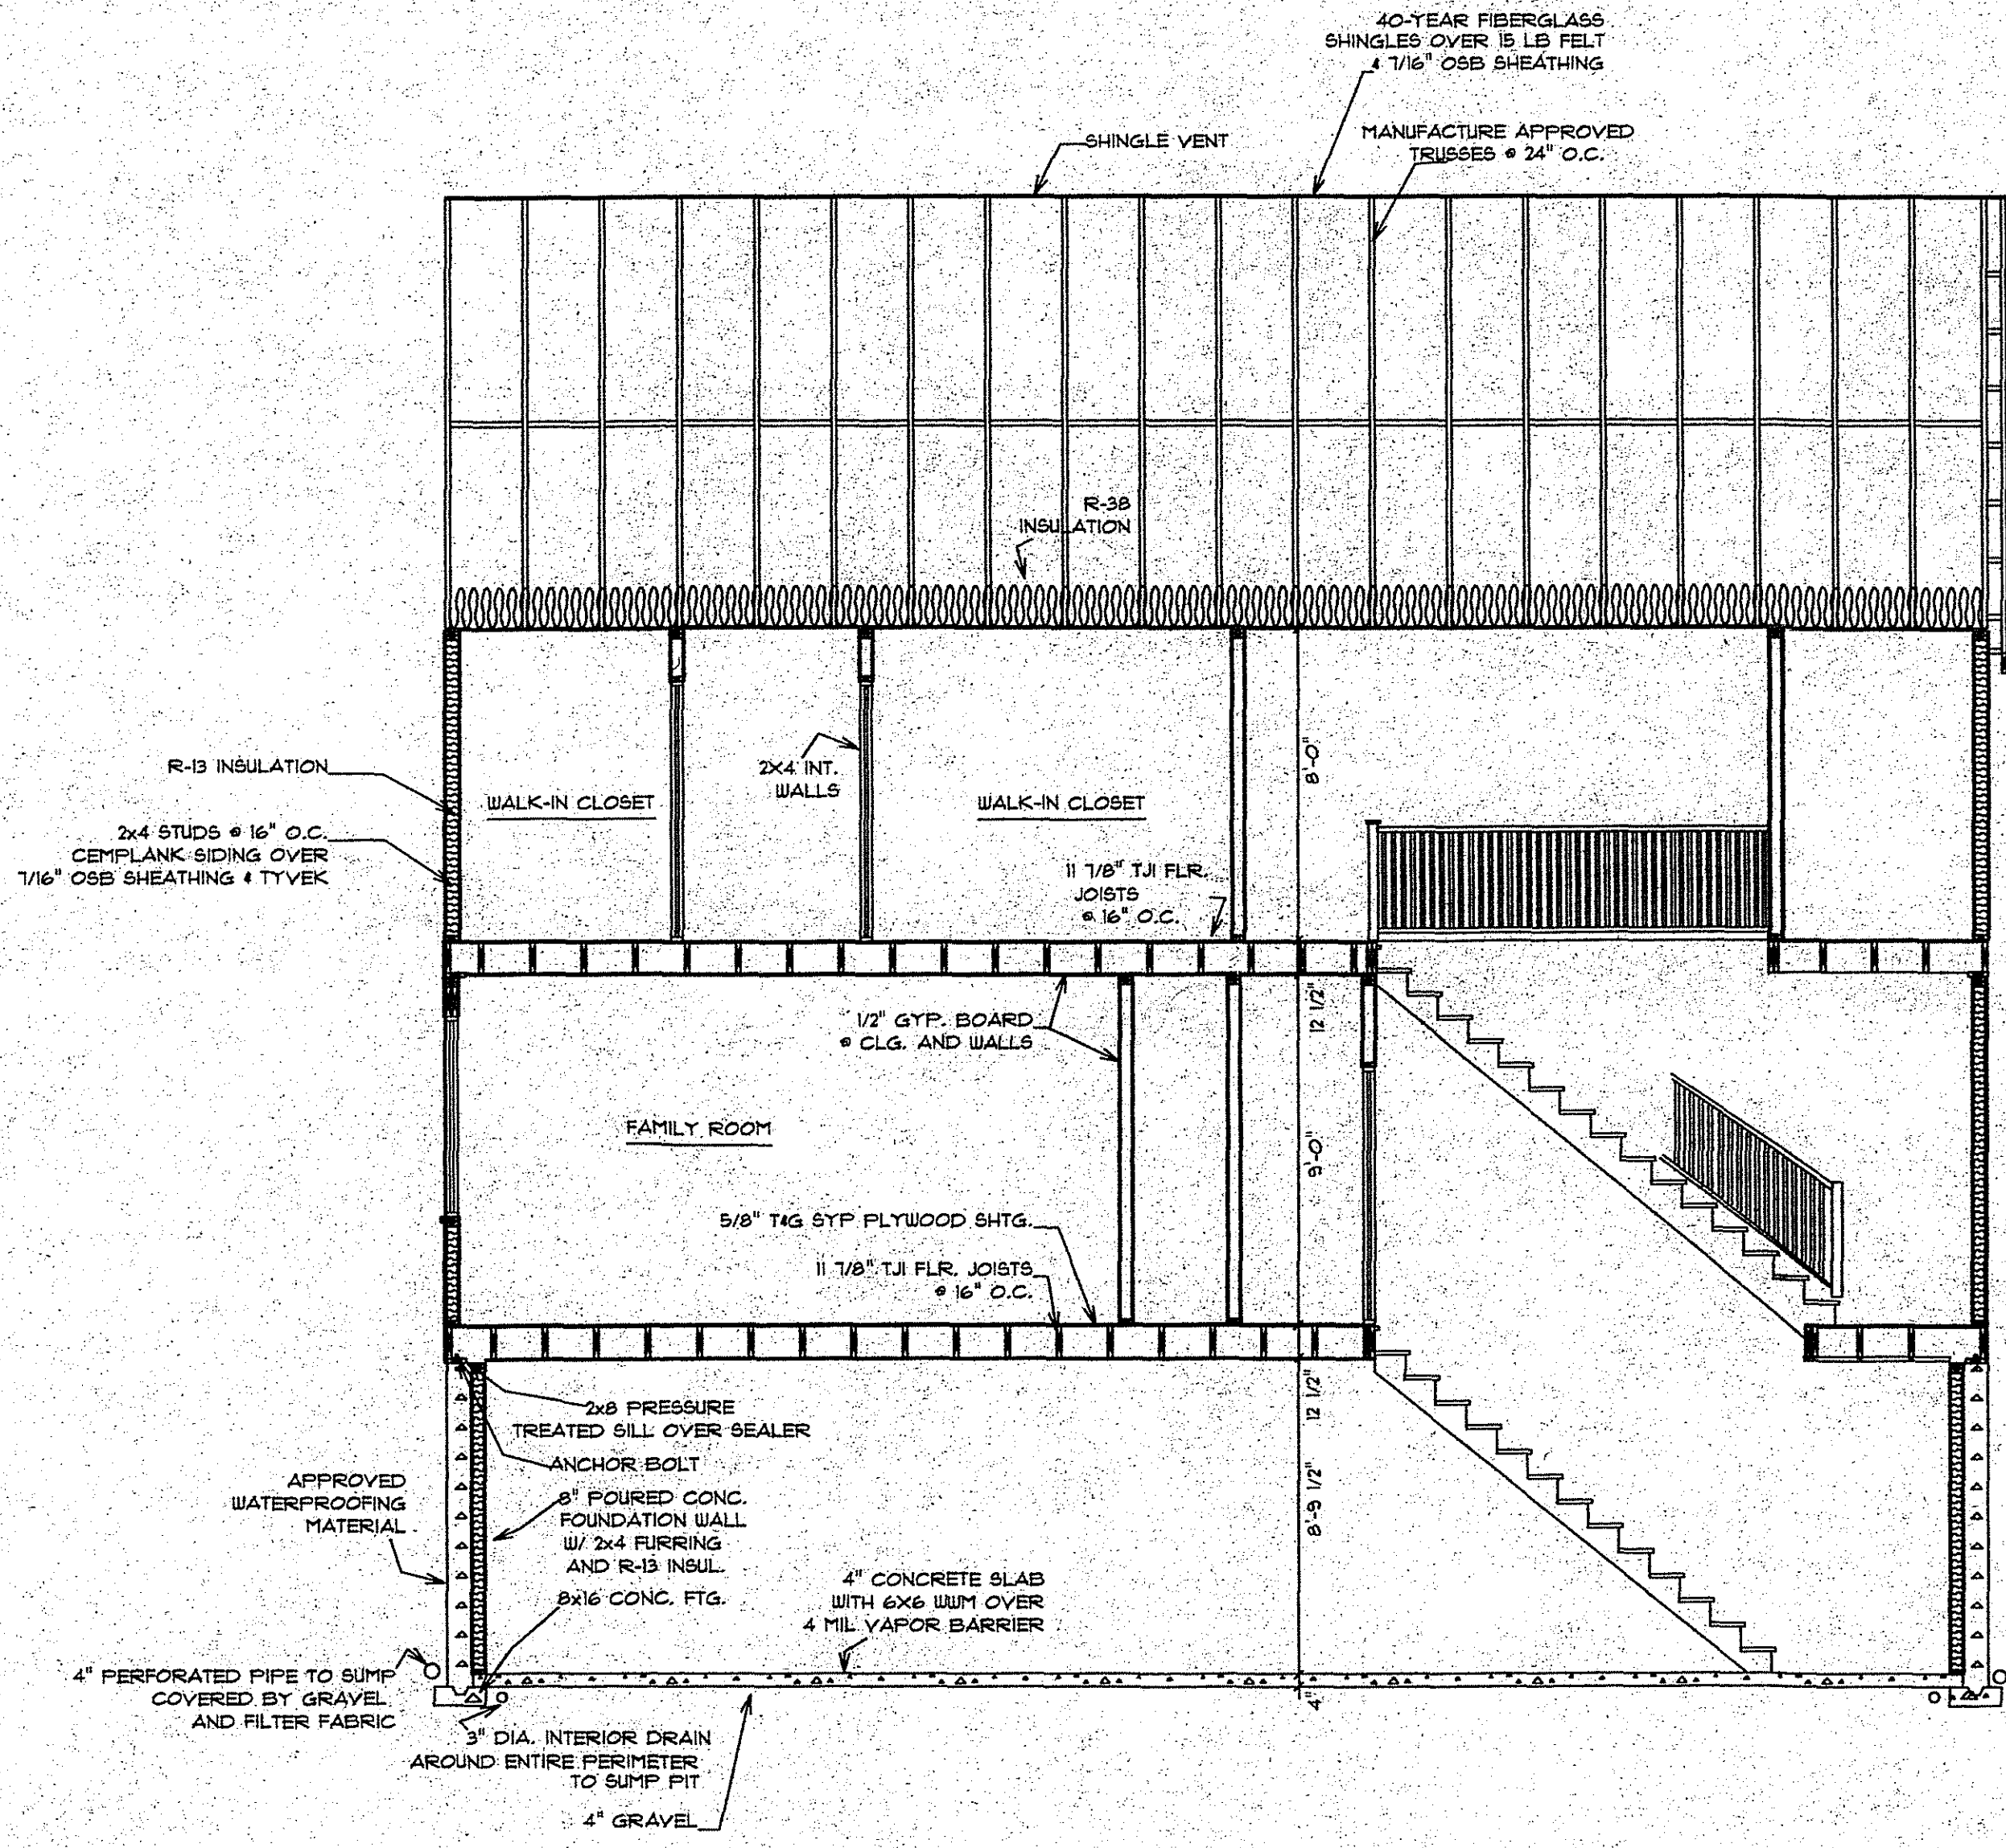 40-YEAR FIBERGLASS
SHINGLES OVER 15 LB FELT
& 7/16" OSB SHEATHING
SHINGLE VENT
MANUFACTURE APPROVED
TRUSSES @ 24" O.C.
R-38
INSULATION
R-13 INSULATION
2x4 STUDS @ 16" O.C.
CEMPLANK SIDING OVER
7/16" OSB SHEATHING & TYVEK
WALK-IN CLOSET
2X4 INT.
WALLS
WALK-IN CLOSET
8'-0"
11 7/8" TJI FLR.
JOISTS
@ 16" O.C.
1/2" GYP. BOARD
@ CLG. AND WALLS
12 1/2"
FAMILY ROOM
9'-0"
5/8" T&G SYP PLYWOOD SHTG.
11 7/8" TJI FLR. JOISTS
@ 16" O.C.
2x8 PRESSURE
TREATED SILL OVER SEALER
12 1/2"
ANCHOR BOLT
APPROVED
WATERPROOFING
MATERIAL
8" POURED CONC.
FOUNDATION WALL
W/ 2x4 FURRING
AND R-13 INSUL.
8'-9 1/2"
8x16 CONC. FTG.
4" CONCRETE SLAB
WITH 6X6 WWM OVER
4 MIL VAPOR BARRIER
4" PERFORATED PIPE TO SUMP
COVERED BY GRAVEL
AND FILTER FABRIC
4"
3" DIA. INTERIOR DRAIN
AROUND ENTIRE PERIMETER
TO SUMP PIT
4" GRAVEL